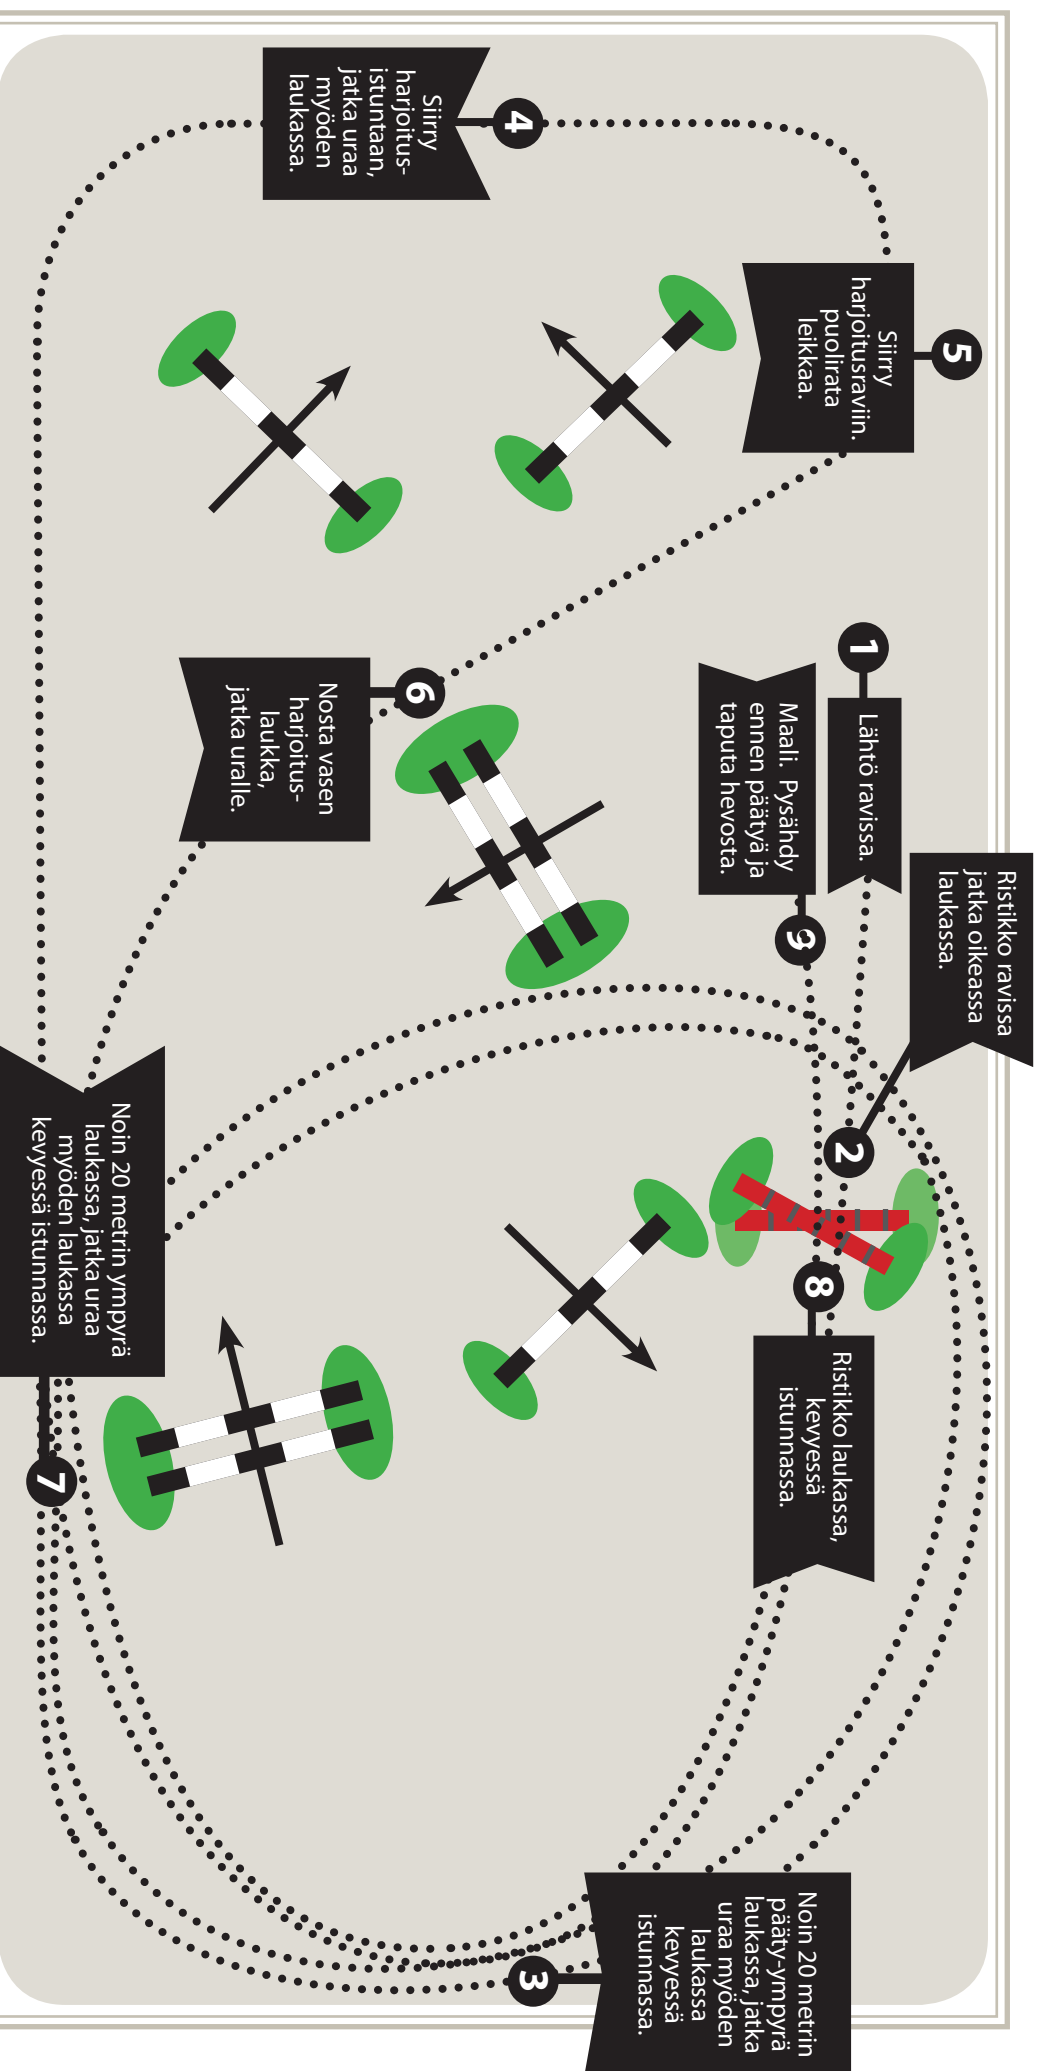 1
Lähtö ravissa.
2
Ristikko ravissa
jatka oikeassa
laukassa.
3
Noin 20 metrin
pääty-ympyrä
laukassa, jatka
uraa myöden
laukassa
kevyessä
istunnassa.
4
Siirry
harjoitus-
istuntaan,
jatka uraa
myöden
laukassa.
5
Siirry
harjoitusraviin.
puolirata
leikkaa.
6
Nosta vasen
harjoitus-
laukka,
jatka uralle.
7
Noin 20 metrin ympyrä
laukassa, jatka uraa
myöden laukassa
kevyessä istunnassa.
8
Ristikko laukassa,
kevyessä
istunnassa.
9
Maali. Pysähdy
ennen päätyä ja
taputa hevosta.